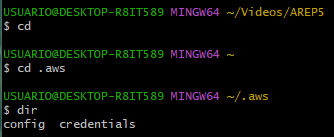 USUARIO@DESKTOP-R8IT589 MINGW64 ~/Videos/AREP5
$ cd
USUARIO@DESKTOP-R8IT589 MINGW64 ~
$ cd .aws
USUARIO@DESKTOP-R8IT589 MINGW64 ~/.aws
$ dir
config  credentials